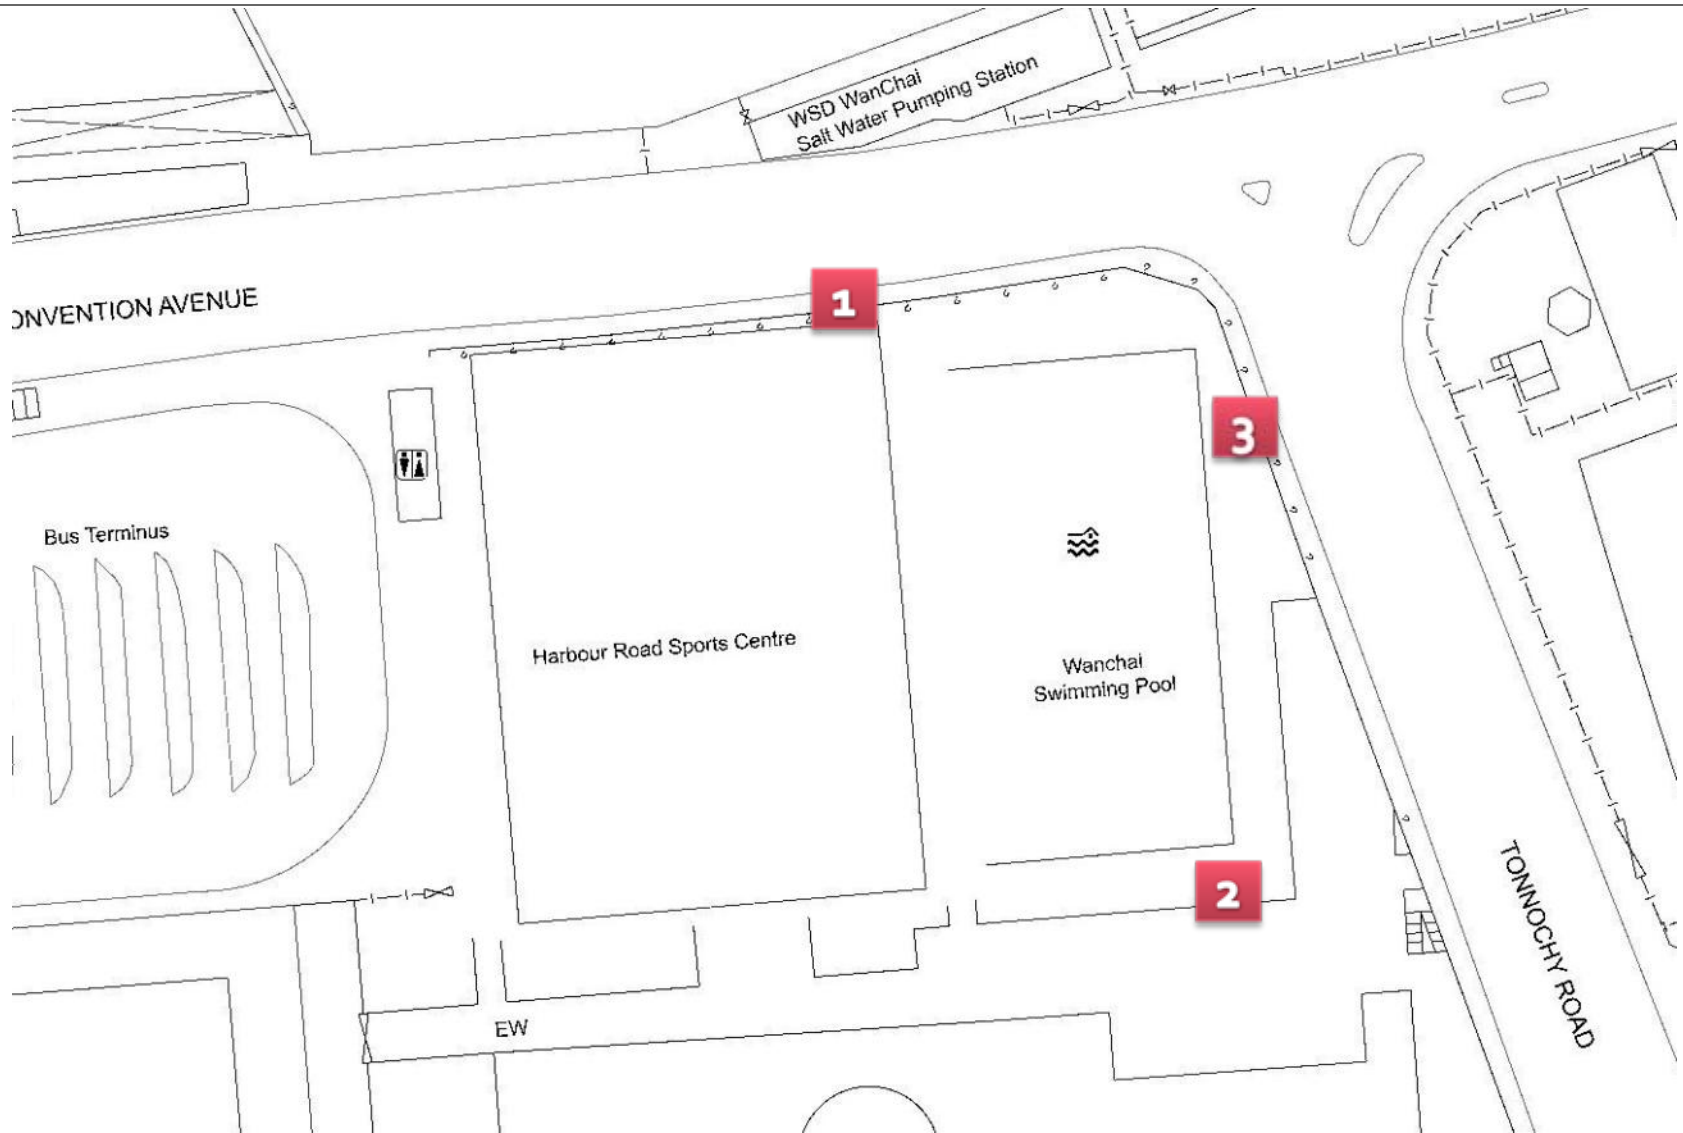 WSD WanChai
Salt Water Pumping Station
ONVENTION AVENUE
1
3
Bus Terminus
Harbour Road Sports Centre
Wanchai
Swimming Pool
2
TONNOCHY ROAD
EW